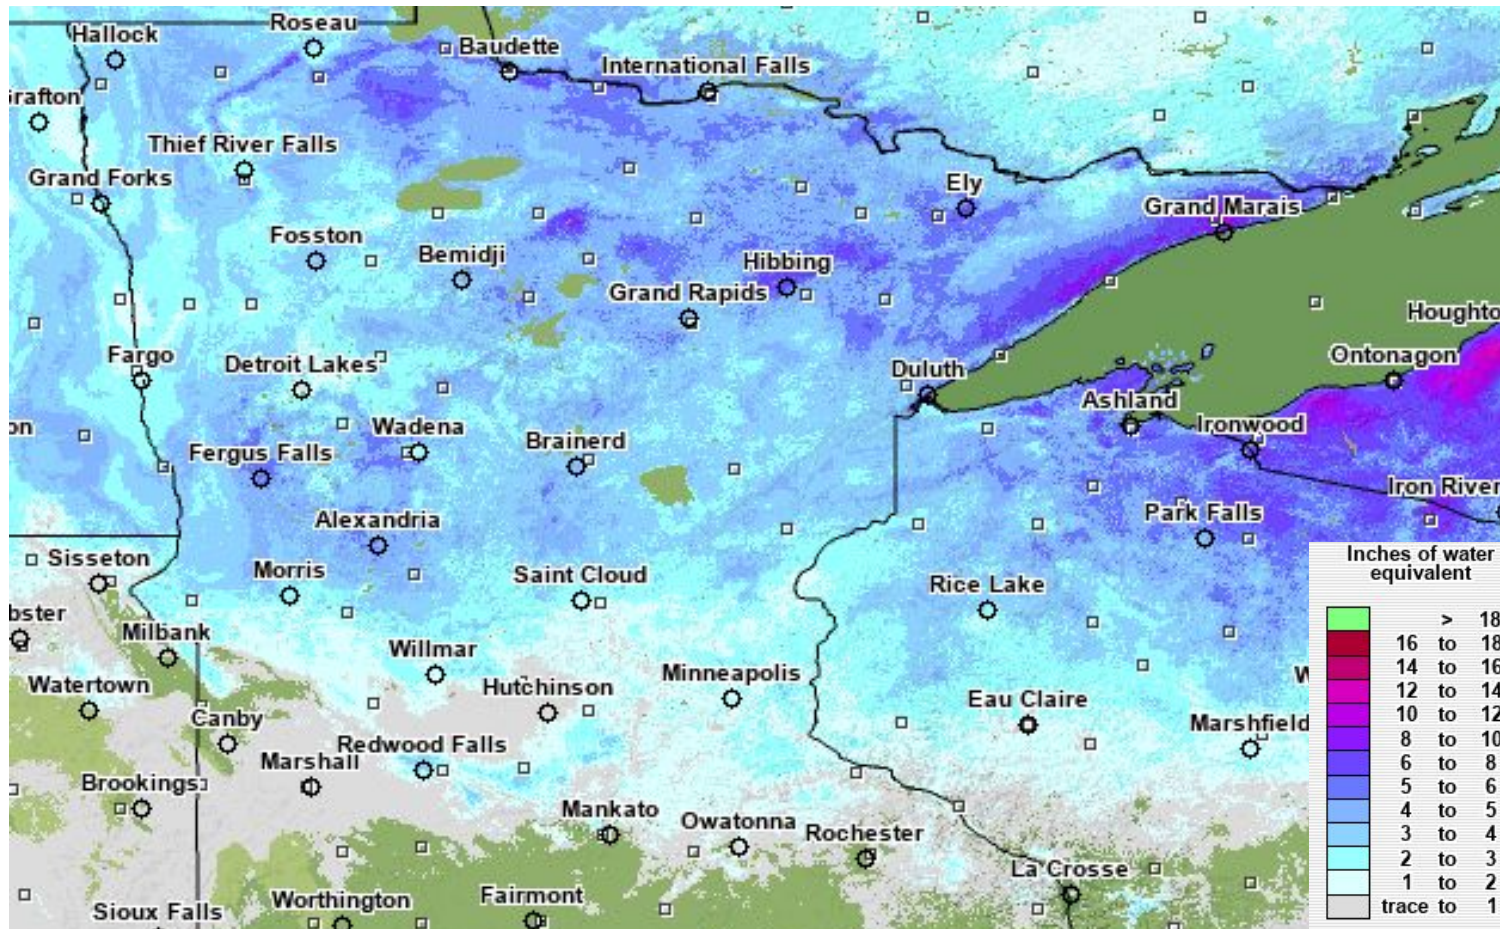 Roseau
Hallock
Baudette
International Falls
rafton
Thief River Falls
Grand Forks
Ely
Grand Marais
Fosston
Bemidji
Hibbing
Grand Rapids
Houghto
Fargo
Detroit Lakes
Duluth
Ontonagon
Ashland
on
Wadena
Brainerd
Ironwood
Fergus Falls
Iron River
Alexandria
Park Falls
Sisseton
Morris
Saint Cloud
Rice Lake
bster
Milbank
Willmar
Watertown
Hutchinson
Minneapolis
W
Canby
Eau Claire
Marshfield
Redwood Falls
Marshall
Brookings
Mankato
Owatonna
Rochester
La Crosse
Worthington
Fairmont
Sioux Falls
Inches of water
equivalent
> 18
16 to 18
14 to 16
12 to 14
10 to 12
8 to 10
6 to 8
5 to 6
4 to 5
3 to 4
2 to 3
1 to 2
trace to 1